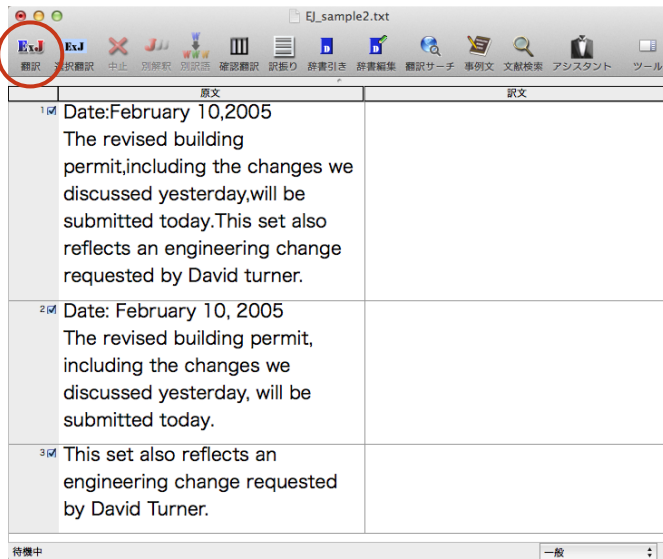 EJ_sample2.txt
ExJ ExJ
翻訳 選択翻訳 中止 別解釈 別訳語 確認翻訳 訳振り 辞書引き 辞書編集 翻訳サーチ 事例文 文献検索 アシスタント ツール
原文 訳文
1 Date:February 10,2005
The revised building
permit,including the changes we
discussed yesterday,will be
submitted today.This set also
reflects an engineering change
requested by David turner.
2 Date: February 10, 2005
The revised building permit,
including the changes we
discussed yesterday, will be
submitted today.
3 This set also reflects an
engineering change requested
by David Turner.
待機中 一般